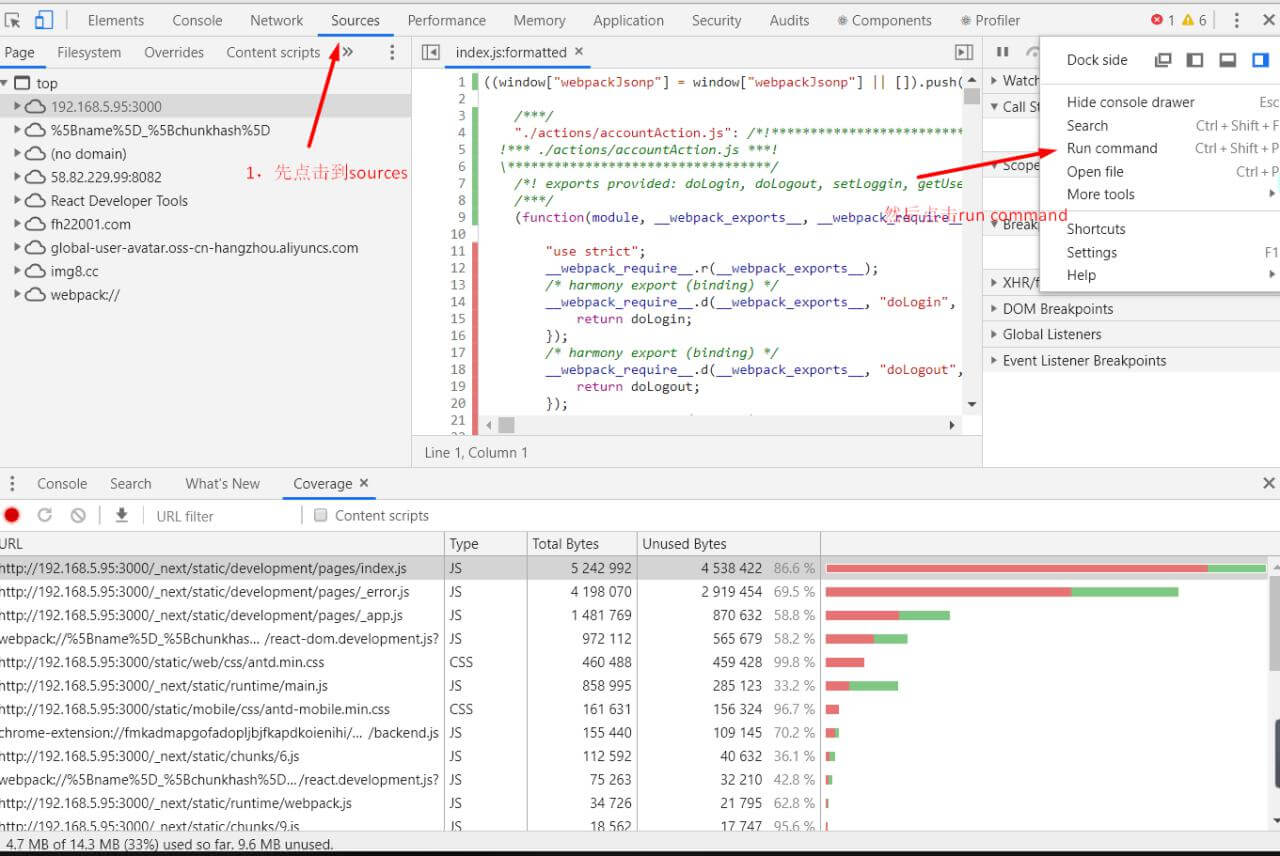 Elements Console Network Sources Performance Memory Application Security Audits Components Profiler 1 6
Page Filesystem Overrides Content scripts »
index.js:formatted ×
top
192.168.5.95:3000
%5Bname%5D_%5Bchunkhash%5D
(no domain)
58.82.229.99:8082
React Developer Tools
fh22001.com
global-user-avatar.oss-cn-hangzhou.aliyuncs.com
img8.cc
webpack://
1、先点击到sources
1 ((window["webpackJsonp"] = window["webpackJsonp"] || []).push(
2
3 /***/
4 "./actions/accountAction.js": /*!*************************
5 !*** ./actions/accountAction.js ***!
6 \*********************************/
7 /*! exports provided: doLogin, doLogout, setLoggin, getUse
8 /***/
9 (function(module, __webpack_exports__, __webpack_require__
10
11 "use strict";
12 __webpack_require__.r(__webpack_exports__);
13 /* harmony export (binding) */
14 __webpack_require__.d(__webpack_exports__, "doLogin",
15 return doLogin;
16 });
17 /* harmony export (binding) */
18 __webpack_require__.d(__webpack_exports__, "doLogout",
19 return doLogout;
20 });
21
Line 1, Column 1
Watch
Call St
Scope
Breakp
XHR/f
DOM Breakpoints
Global Listeners
Event Listener Breakpoints
Dock side
Hide console drawer Esc
Search Ctrl + Shift + F
Run command Ctrl + Shift + P
Open file Ctrl + P
More tools
Shortcuts
Settings F1
Help
然后点击run command
Console Search What's New Coverage ×
URL filter Content scripts
URL Type Total Bytes Unused Bytes
http://192.168.5.95:3000/_next/static/development/pages/index.js JS 5 242 992 4 538 422 86.6 %
http://192.168.5.95:3000/_next/static/development/pages/_error.js JS 4 198 070 2 919 454 69.5 %
http://192.168.5.95:3000/_next/static/development/pages/_app.js JS 1 481 769 870 632 58.8 %
webpack://%5Bname%5D_%5Bchunkhas… /react-dom.development.js? JS 972 112 565 679 58.2 %
http://192.168.5.95:3000/static/web/css/antd.min.css CSS 460 488 459 428 99.8 %
http://192.168.5.95:3000/_next/static/runtime/main.js JS 858 995 285 123 33.2 %
http://192.168.5.95:3000/static/mobile/css/antd-mobile.min.css CSS 161 631 156 324 96.7 %
chrome-extension://fmkadmapgofadopljbjfkapdkoienihi/… /backend.js JS 155 440 109 145 70.2 %
http://192.168.5.95:3000/_next/static/chunks/6.js JS 112 592 40 632 36.1 %
webpack://%5Bname%5D_%5Bchunkhash%5D… /react.development.js? JS 75 263 32 210 42.8 %
http://192.168.5.95:3000/_next/static/runtime/webpack.js JS 34 726 21 795 62.8 %
http://192.168.5.95:3000/_next/static/chunks/9.js JS 18 562 17 747 95.6 %
4.7 MB of 14.3 MB (33%) used so far. 9.6 MB unused.